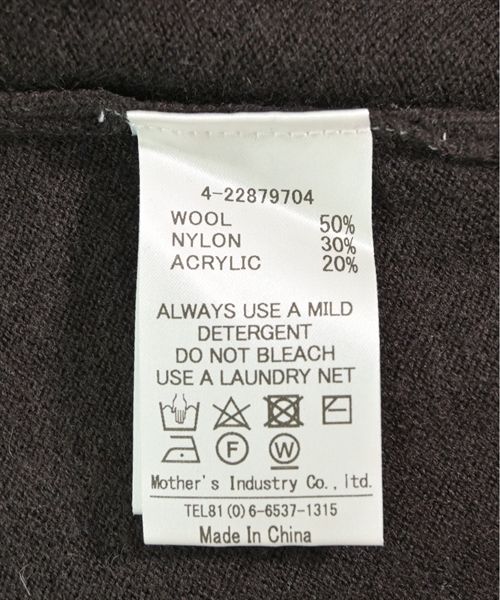 4-22879704
WOOL 50%
NYLON 30%
ACRYLIC 20%
ALWAYS USE A MILD
DETERGENT
DO NOT BLEACH
USE A LAUNDRY NET
F W
Mother's Industry Co., ltd.
TEL81(0)6-6537-1315
Made In China